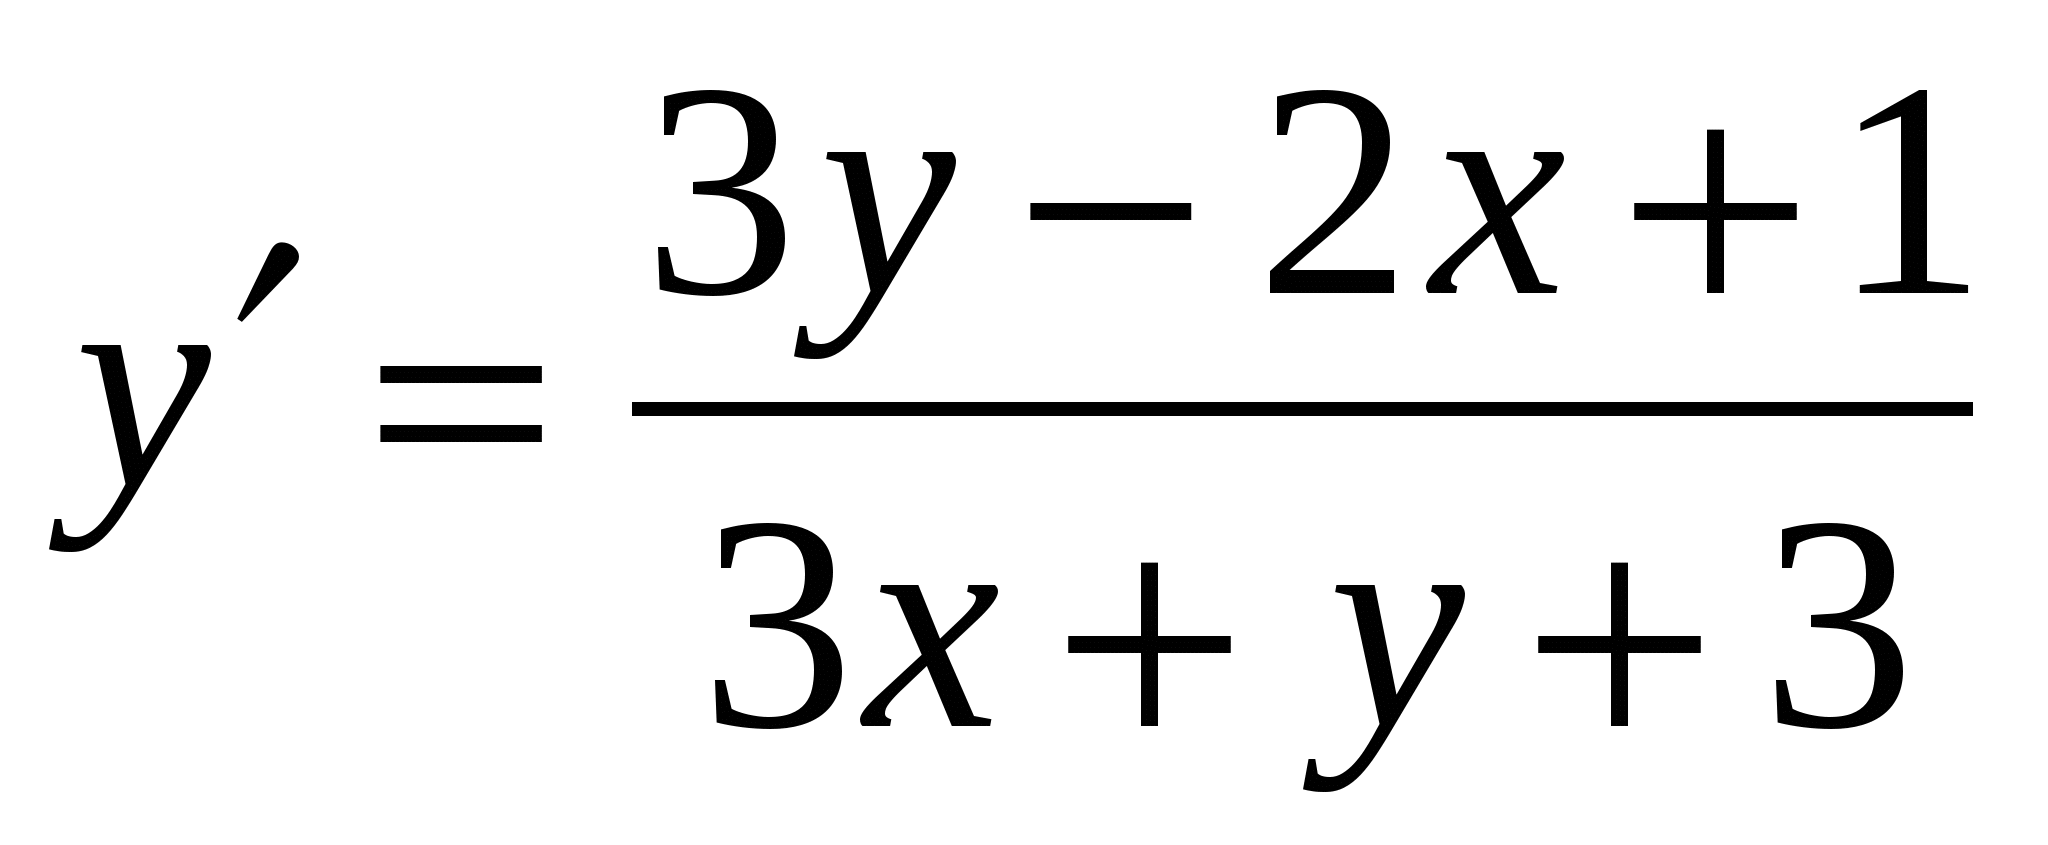 y′ = (3y − 2x + 1)/(3x + y + 3)